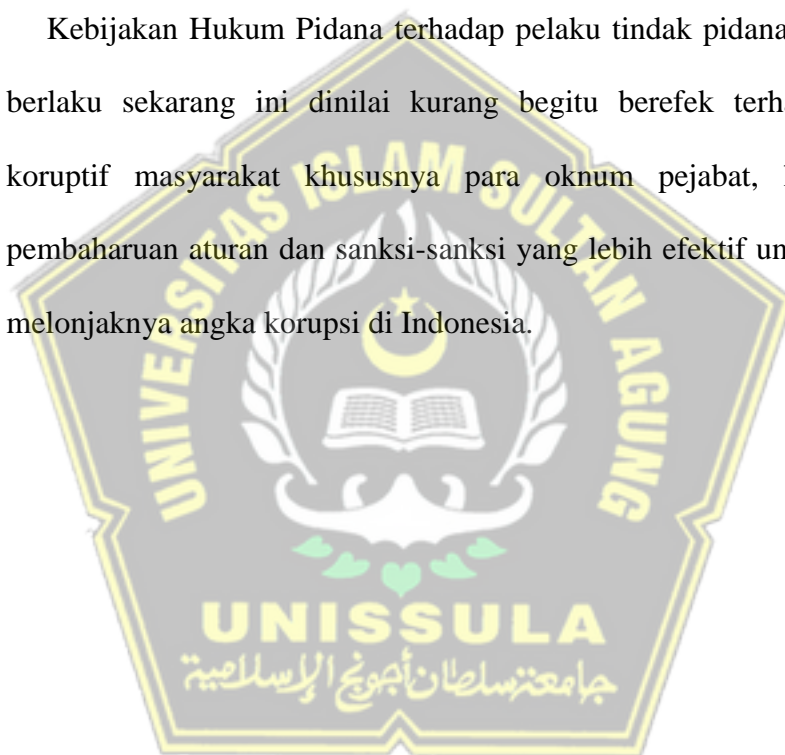 Kebijakan Hukum Pidana terhadap pelaku tindak pidana
berlaku sekarang ini dinilai kurang begitu berefek terha
koruptif masyarakat khususnya para oknum pejabat,
pembaharuan aturan dan sanksi-sanksi yang lebih efektif un
melonjaknya angka korupsi di Indonesia.
UNIVERSITAS ISLAM SULTAN AGUNG
UNISSULA
جامعة سلطان أجونج الإسلامية